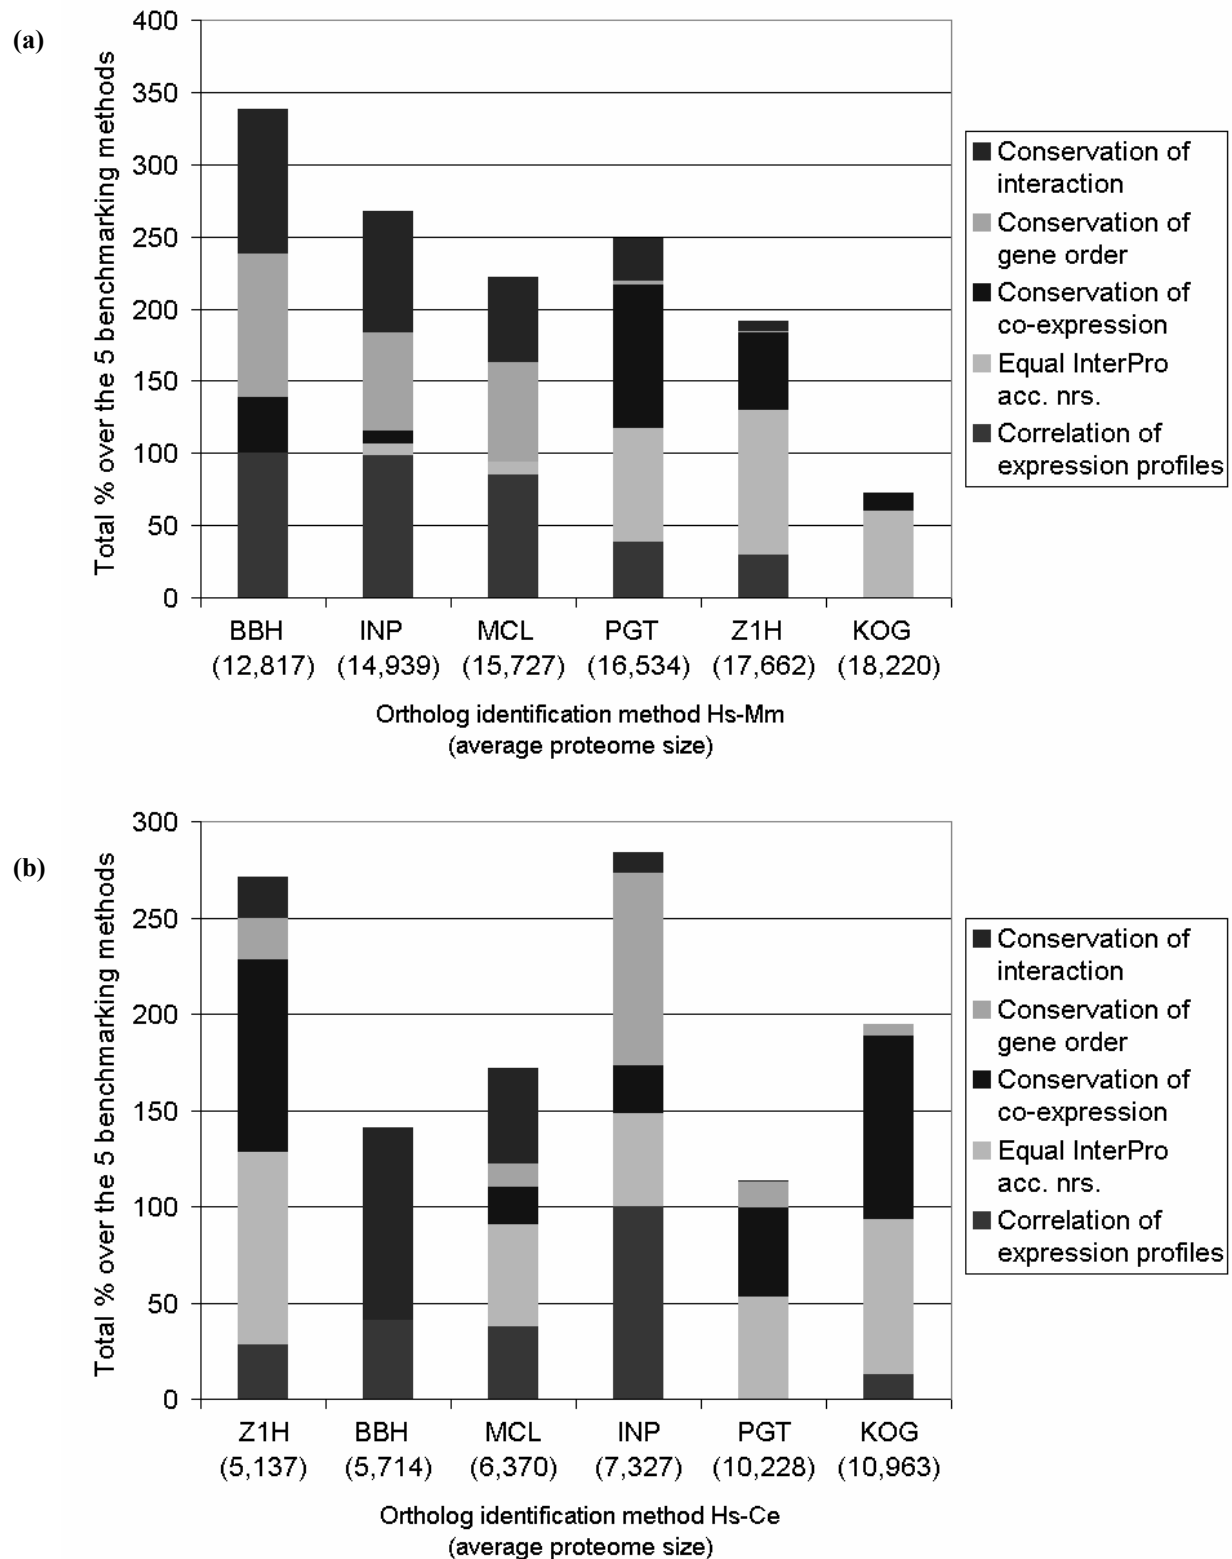 (a)
Total % over the 5 benchmarking methods
400
350
300
250
200
150
100
50
0
BBH INP MCL PGT Z1H KOG
(12,817) (14,939) (15,727) (16,534) (17,662) (18,220)
Ortholog identification method Hs-Mm
(average proteome size)
Conservation of
interaction
Conservation of
gene order
Conservation of
co-expression
Equal InterPro
acc. nrs.
Correlation of
expression profiles
(b)
Total % over the 5 benchmarking methods
300
250
200
150
100
50
0
Z1H BBH MCL INP PGT KOG
(5,137) (5,714) (6,370) (7,327) (10,228) (10,963)
Ortholog identification method Hs-Ce
(average proteome size)
Conservation of
interaction
Conservation of
gene order
Conservation of
co-expression
Equal InterPro
acc. nrs.
Correlation of
expression profiles